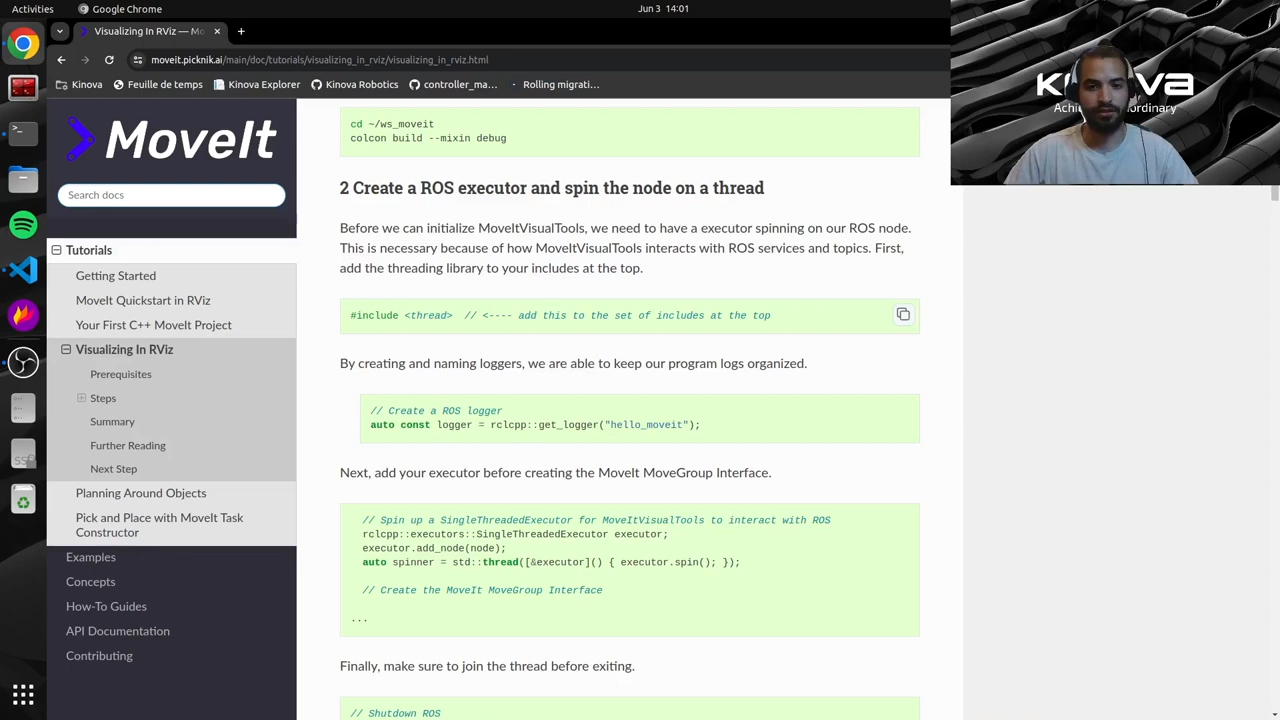 Activities
Google Chrome
Jun 3 14:01
Visualizing In RViz — Mo
moveit.picknik.ai/main/doc/tutorials/visualizing_in_rviz/visualizing_in_rviz.html
Kinova
Feuille de temps
Kinova Explorer
Kinova Robotics
controller_ma...
Rolling migrati...
MoveIt
Search docs
Tutorials
Getting Started
MoveIt Quickstart in RViz
Your First C++ MoveIt Project
Visualizing In RViz
Prerequisites
Steps
Summary
Further Reading
Next Step
Planning Around Objects
Pick and Place with MoveIt Task
Constructor
Examples
Concepts
How-To Guides
API Documentation
Contributing
cd ~/ws_moveit
colcon build --mixin debug
2 Create a ROS executor and spin the node on a thread
Before we can initialize MoveItVisualTools, we need to have a executor spinning on our ROS node.
This is necessary because of how MoveItVisualTools interacts with ROS services and topics. First,
add the threading library to your includes at the top.
#include <thread>  // <---- add this to the set of includes at the top
By creating and naming loggers, we are able to keep our program logs organized.
// Create a ROS logger
auto const logger = rclcpp::get_logger("hello_moveit");
Next, add your executor before creating the MoveIt MoveGroup Interface.
// Spin up a SingleThreadedExecutor for MoveItVisualTools to interact with ROS
rclcpp::executors::SingleThreadedExecutor executor;
executor.add_node(node);
auto spinner = std::thread([&executor]() { executor.spin(); });
// Create the MoveIt MoveGroup Interface
...
Finally, make sure to join the thread before exiting.
// Shutdown ROS